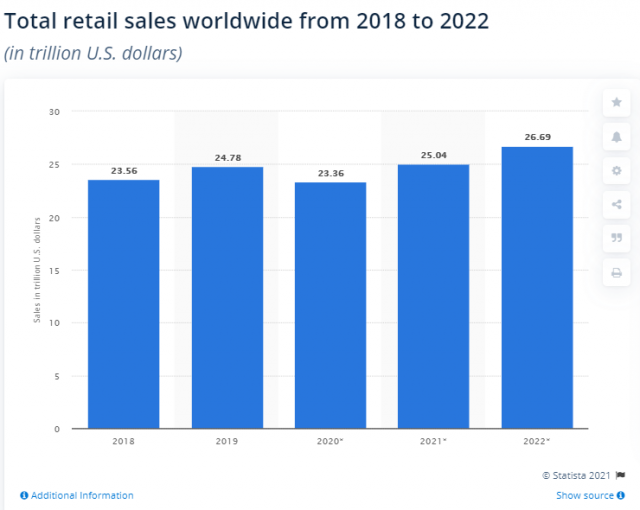 Total retail sales worldwide from 2018 to 2022
(in trillion U.S. dollars)
30
25
20
15
10
5
0
Sales in trillion U.S. dollars
23.56
24.78
23.36
25.04
26.69
2018
2019
2020*
2021*
2022*
© Statista 2021
Additional Information
Show source